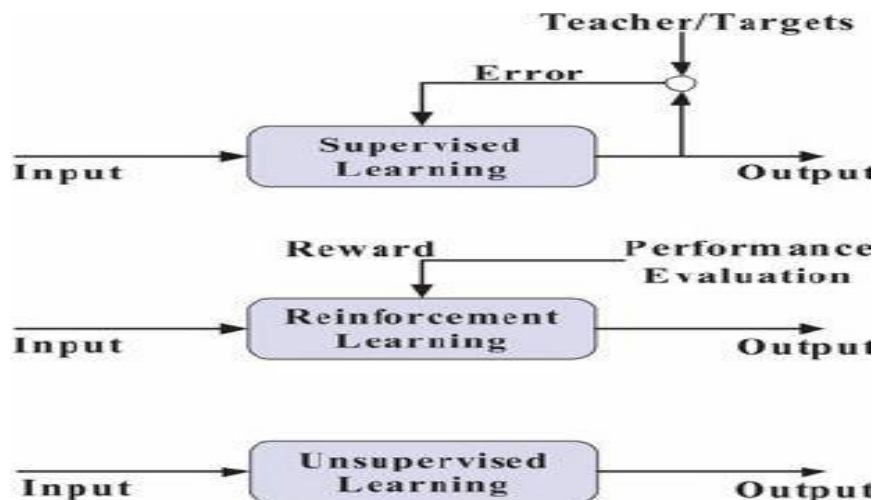 Teacher/Targets
Error
Supervised
Learning
Input
Output
Reward
Performance
Evaluation
Reinforcement
Learning
Input
Output
Unsupervised
Learning
Input
Output